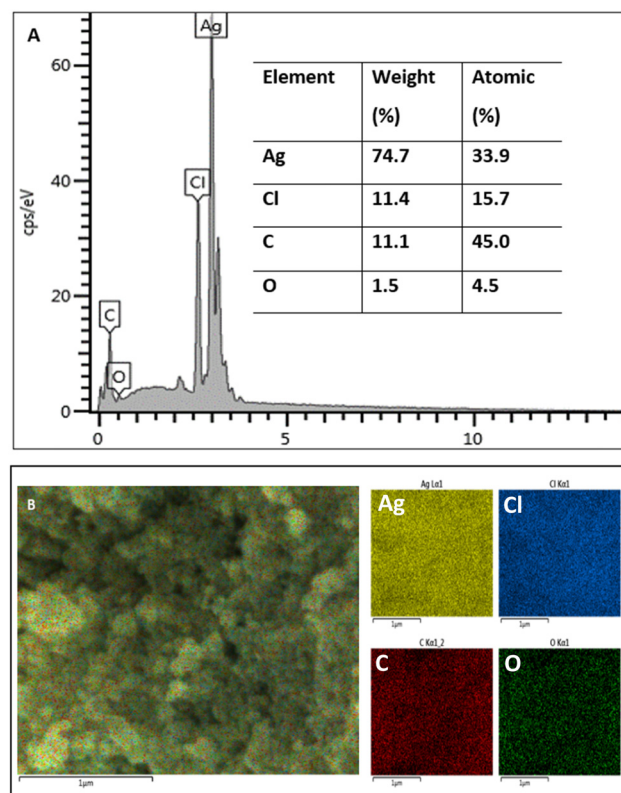 A
Ag
60
Cl
40
cps/eV
20
C
O
0
0
5
10
Element Weight (%) Atomic (%)
Ag 74.7 33.9
Cl 11.4 15.7
C 11.1 45.0
O 1.5 4.5
B
1μm
Ag Lα1
Ag
1μm
Cl Kα1
Cl
1μm
C Kα1_2
C
1μm
O Kα1
O
1μm